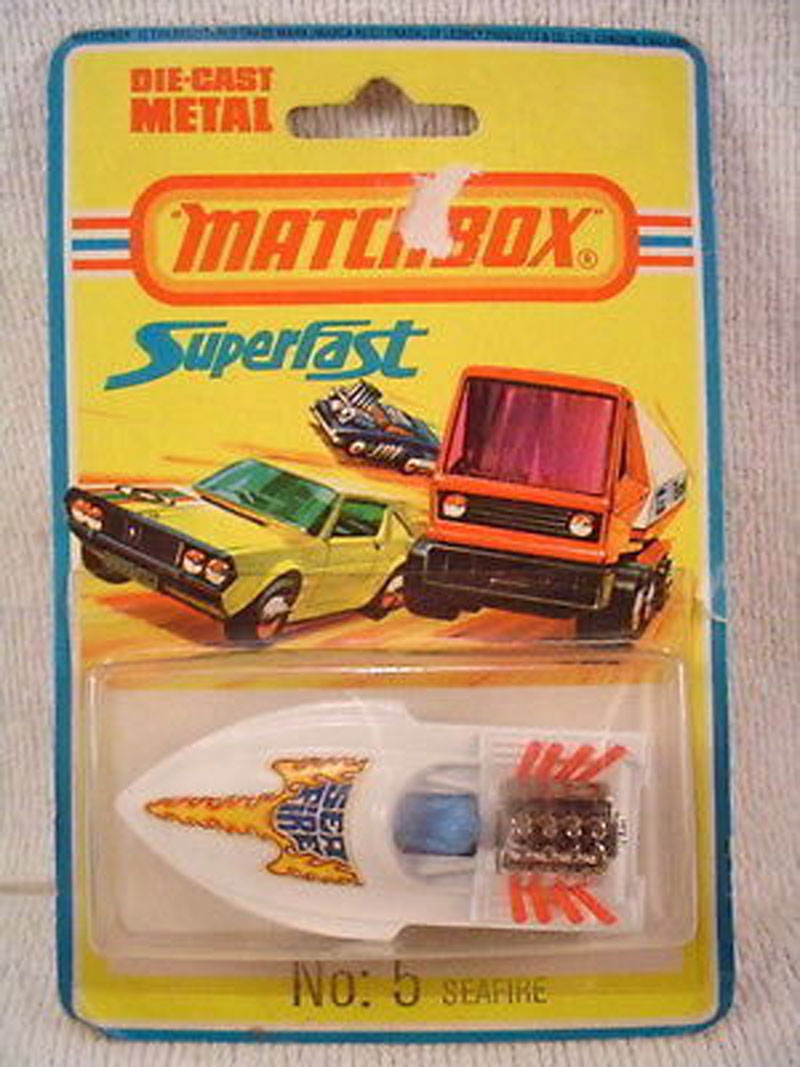 DIE-CAST
METAL
"MATCHBOX"®
Superfast
SEA
FIRE
No: 5 SEAFIRE